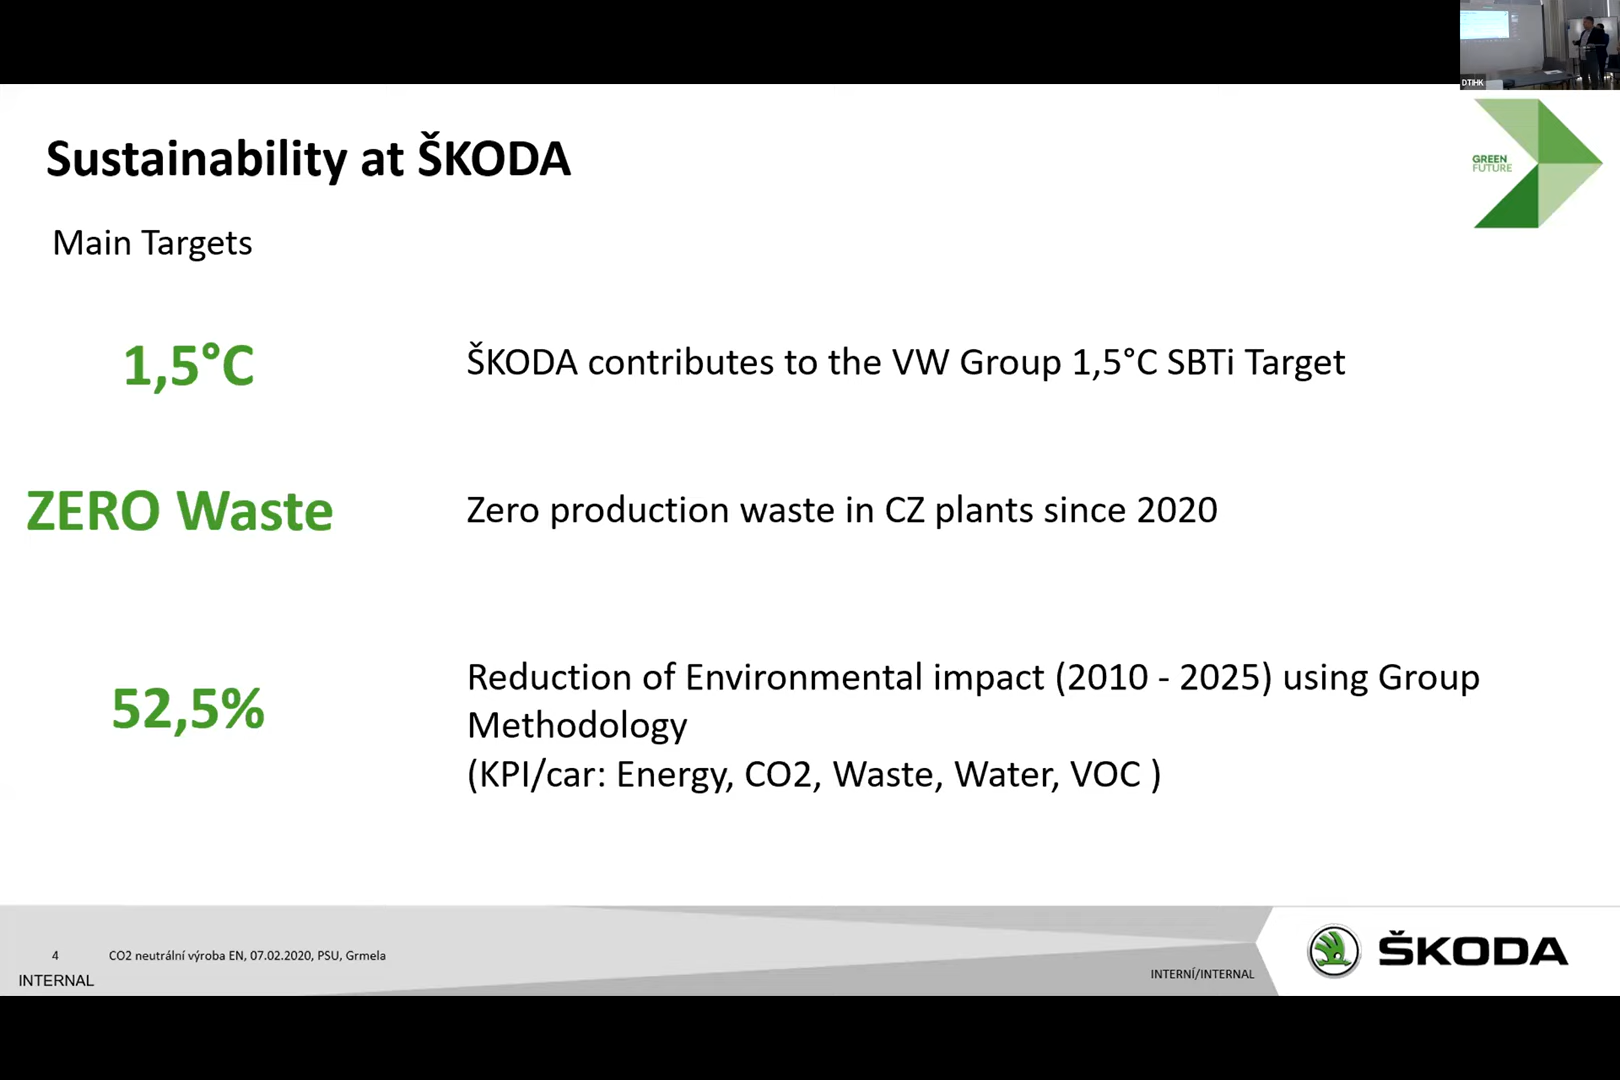 DTIHK
Sustainability at ŠKODA
GREEN
FUTURE
Main Targets
1,5°C
ŠKODA contributes to the VW Group 1,5°C SBTi Target
ZERO Waste
Zero production waste in CZ plants since 2020
52,5%
Reduction of Environmental impact (2010 - 2025) using Group
Methodology
(KPI/car: Energy, CO2, Waste, Water, VOC )
4
CO2 neutrální výroba EN, 07.02.2020, PSU, Grmela
INTERNAL
INTERNÍ/INTERNAL
ŠKODA